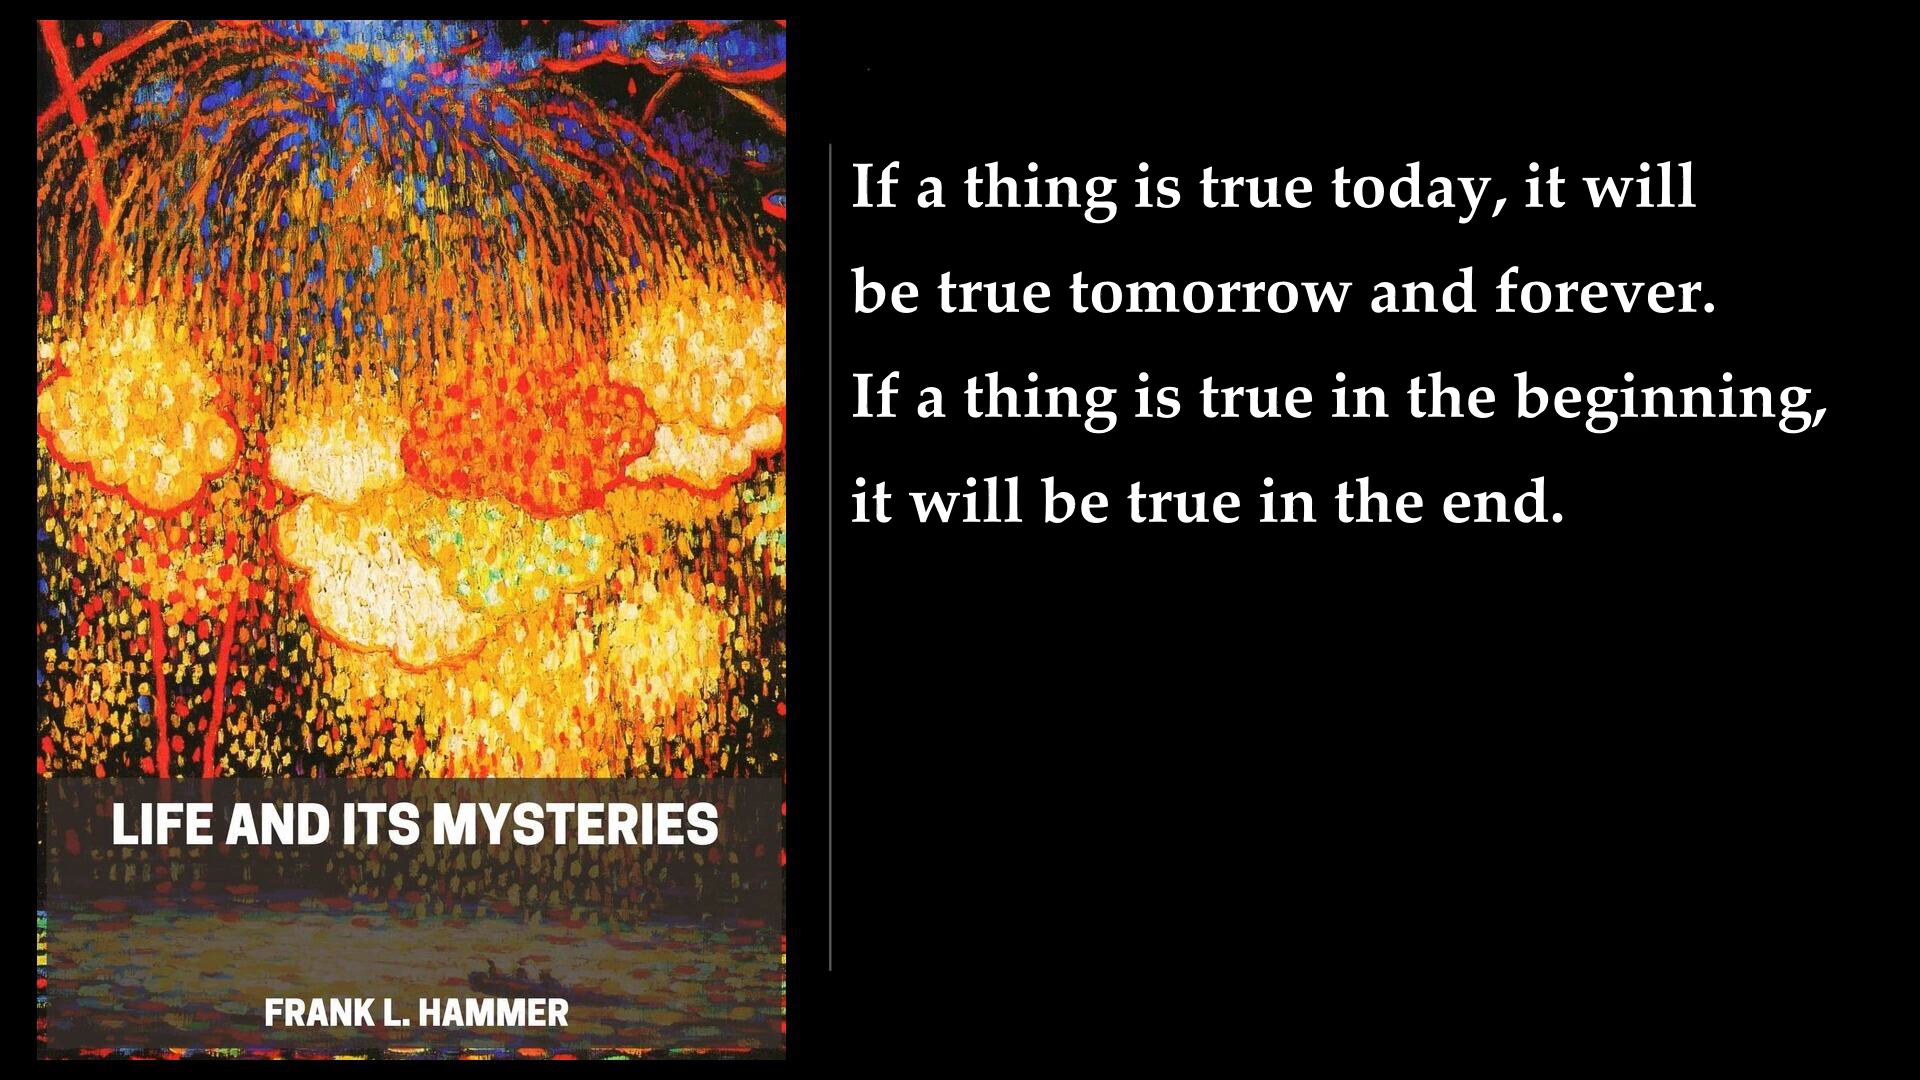 LIFE AND ITS MYSTERIES
FRANK L. HAMMER
If a thing is true today, it will
be true tomorrow and forever.
If a thing is true in the beginning,
it will be true in the end.